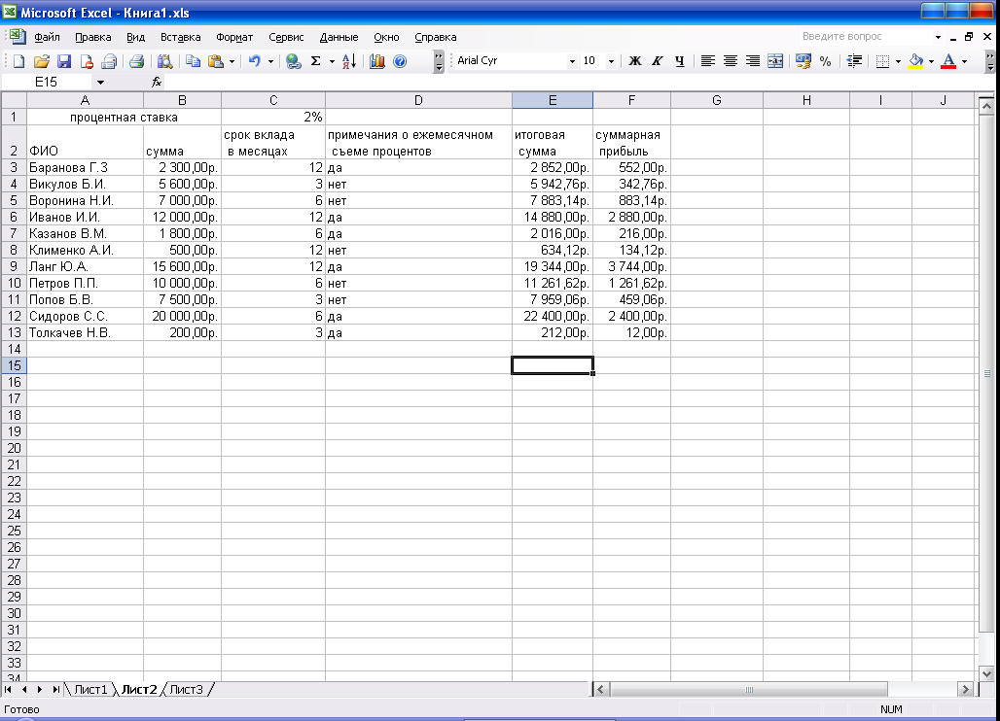 Microsoft Excel - Книга1.xls
Файл Правка Вид Вставка Формат Сервис Данные Окно Справка Введите вопрос
Arial Cyr 10 Ж К Ч %
E15 fx
A B C D E F G H I J
1 процентная ставка 2%
срок вклада примечания о ежемесячном итоговая суммарная
2 ФИО сумма в месяцах съеме процентов сумма прибыль
3 Баранова Г.З 2 300,00р. 12 да 2 852,00р. 552,00р.
4 Викулов Б.И. 5 600,00р. 3 нет 5 942,76р. 342,76р.
5 Воронина Н.И. 7 000,00р. 6 нет 7 883,14р. 883,14р.
6 Иванов И.И. 12 000,00р. 12 да 14 880,00р. 2 880,00р.
7 Казанов В.М. 1 800,00р. 6 да 2 016,00р. 216,00р.
8 Клименко А.И. 500,00р. 12 нет 634,12р. 134,12р.
9 Ланг Ю.А. 15 600,00р. 12 да 19 344,00р. 3 744,00р.
10 Петров П.П. 10 000,00р. 6 нет 11 261,62р. 1 261,62р.
11 Попов Б.В. 7 500,00р. 3 нет 7 959,06р. 459,06р.
12 Сидоров С.С. 20 000,00р. 6 да 22 400,00р. 2 400,00р.
13 Толкачев Н.В. 200,00р. 3 да 212,00р. 12,00р.
14
15
16
17
18
19
20
21
22
23
24
25
26
27
28
29
30
31
32
33
34
Лист1 Лист2 Лист3
Готово NUM